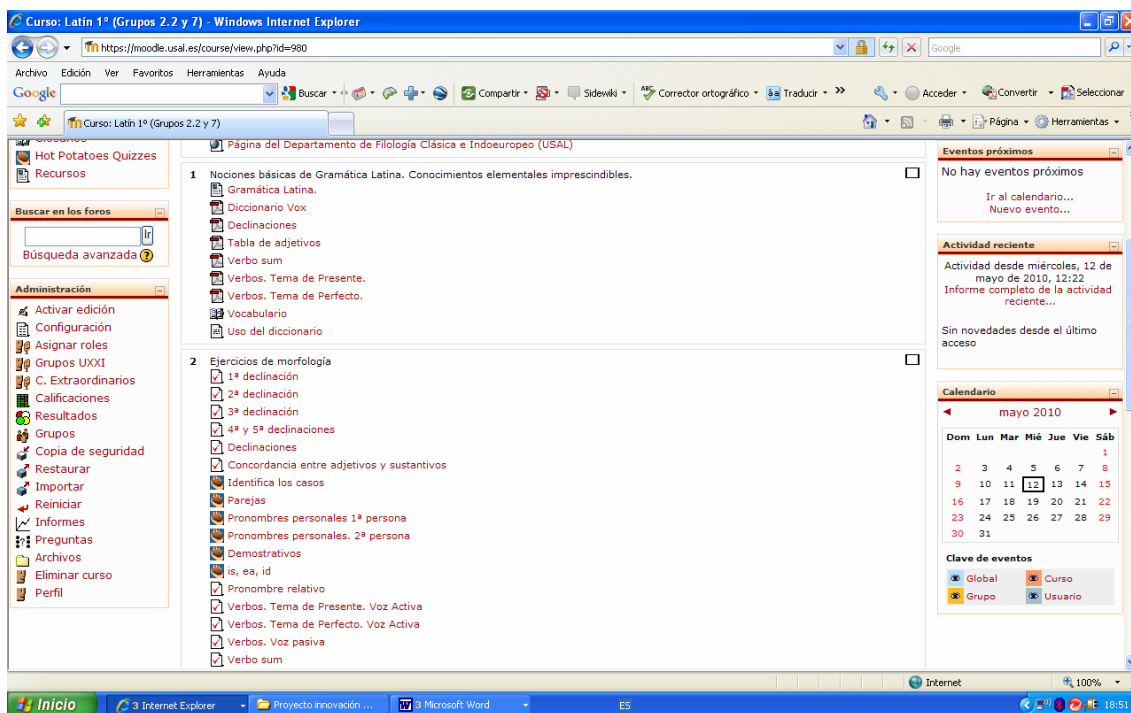 Curso: Latín 1º (Grupos 2.2 y 7) - Windows Internet Explorer
https://moodle.usal.es/course/view.php?id=980
Google
Archivo Edición Ver Favoritos Herramientas Ayuda
Google Buscar Compartir Sidewiki Corrector ortográfico Traducir Acceder Convertir Seleccionar
Curso: Latín 1º (Grupos 2.2 y 7)
Página Herramientas
Hot Potatoes Quizzes
Recursos
Buscar en los foros
Ir
Búsqueda avanzada
Administración
Activar edición
Configuración
Asignar roles
Grupos UXXI
C. Extraordinarios
Calificaciones
Resultados
Grupos
Copia de seguridad
Restaurar
Importar
Reiniciar
Informes
Preguntas
Archivos
Eliminar curso
Perfil
Página del Departamento de Filología Clásica e Indoeuropeo (USAL)
1 Nociones básicas de Gramática Latina. Conocimientos elementales imprescindibles.
Gramática Latina.
Diccionario Vox
Declinaciones
Tabla de adjetivos
Verbo sum
Verbos. Tema de Presente.
Verbos. Tema de Perfecto.
Vocabulario
Uso del diccionario
2 Ejercicios de morfología
1ª declinación
2ª declinación
3ª declinación
4ª y 5ª declinaciones
Declinaciones
Concordancia entre adjetivos y sustantivos
Identifica los casos
Parejas
Pronombres personales 1ª persona
Pronombres personales. 2ª persona
Demostrativos
is, ea, id
Pronombre relativo
Verbos. Tema de Presente. Voz Activa
Verbos. Tema de Perfecto. Voz Activa
Verbos. Voz pasiva
Verbo sum
Eventos próximos
No hay eventos próximos
Ir al calendario...
Nuevo evento...
Actividad reciente
Actividad desde miércoles, 12 de
mayo de 2010, 12:22
Informe completo de la actividad
reciente...
Sin novedades desde el último
acceso
Calendario
mayo 2010
Dom Lun Mar Mié Jue Vie Sáb
1
2 3 4 5 6 7 8
9 10 11 12 13 14 15
16 17 18 19 20 21 22
23 24 25 26 27 28 29
30 31
Clave de eventos
Global Curso
Grupo Usuario
Internet 100%
Inicio 3 Internet Explorer Proyecto innovación ... 3 Microsoft Word ES 18:51